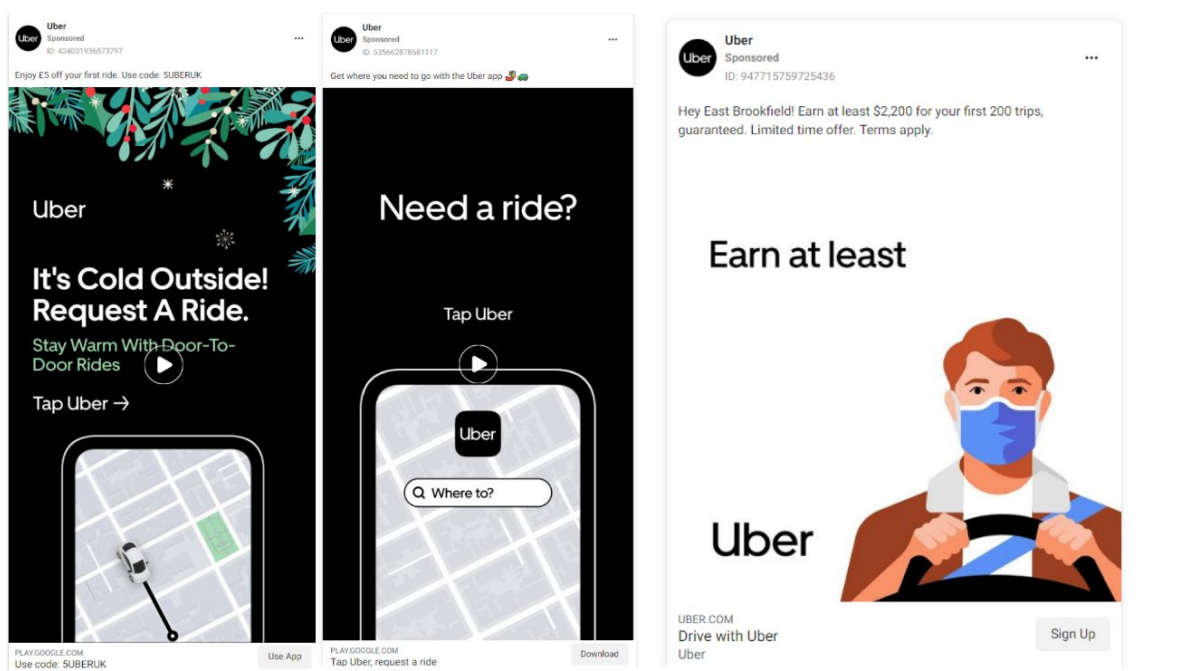 Uber
Uber
Sponsored
ID: 424031936573797
Enjoy £5 off your first ride. Use code: 5UBERUK
Uber
It's Cold Outside!
Request A Ride.
Stay Warm With Door-To-
Door Rides
Tap Uber →
PLAY.GOOGLE.COM
Use code: 5UBERUK
Use App
Uber
Uber
Sponsored
ID: 535662878681117
Get where you need to go with the Uber app
Need a ride?
Tap Uber
Uber
Where to?
PLAY.GOOGLE.COM
Tap Uber, request a ride
Download
Uber
Uber
Sponsored
ID: 947715759725436
Hey East Brookfield! Earn at least $2,200 for your first 200 trips,
guaranteed. Limited time offer. Terms apply.
Earn at least
Uber
UBER.COM
Drive with Uber
Uber
Sign Up